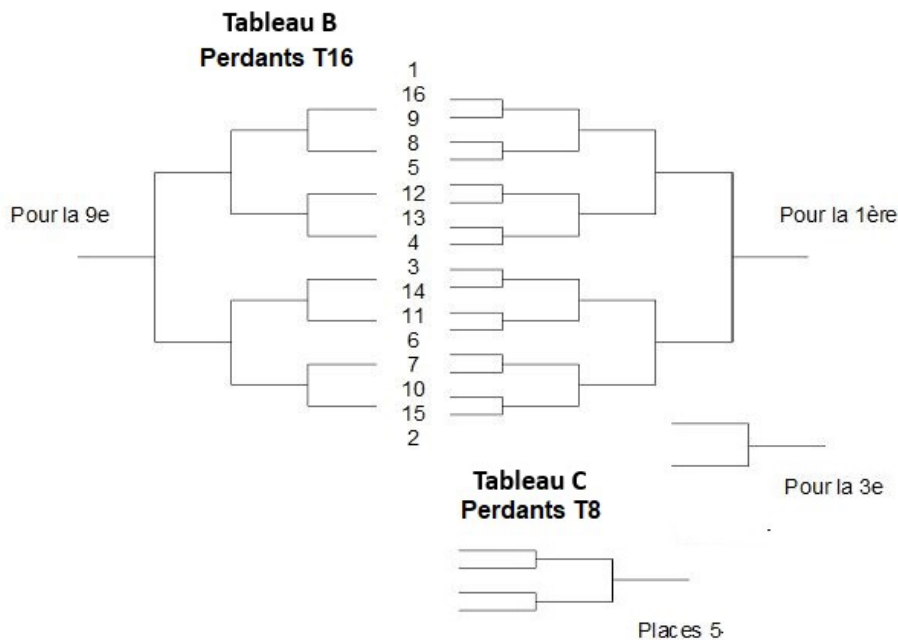 Tableau B
Perdants T16
1
16
9
8
5
12
13
4
3
14
11
6
7
10
15
2
Pour la 9e
Pour la 1ère
Pour la 3e
Tableau C
Perdants T8
Places 5-